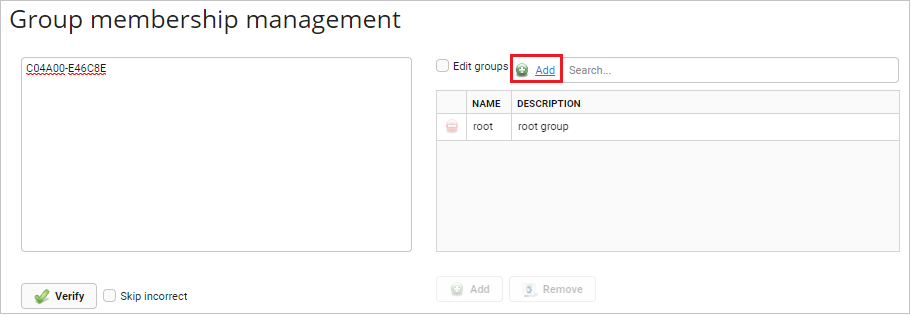 Group membership management
C04A00-E46C8E
Edit groups Add Search...
NAME DESCRIPTION
root root group
Verify Skip incorrect
Add Remove